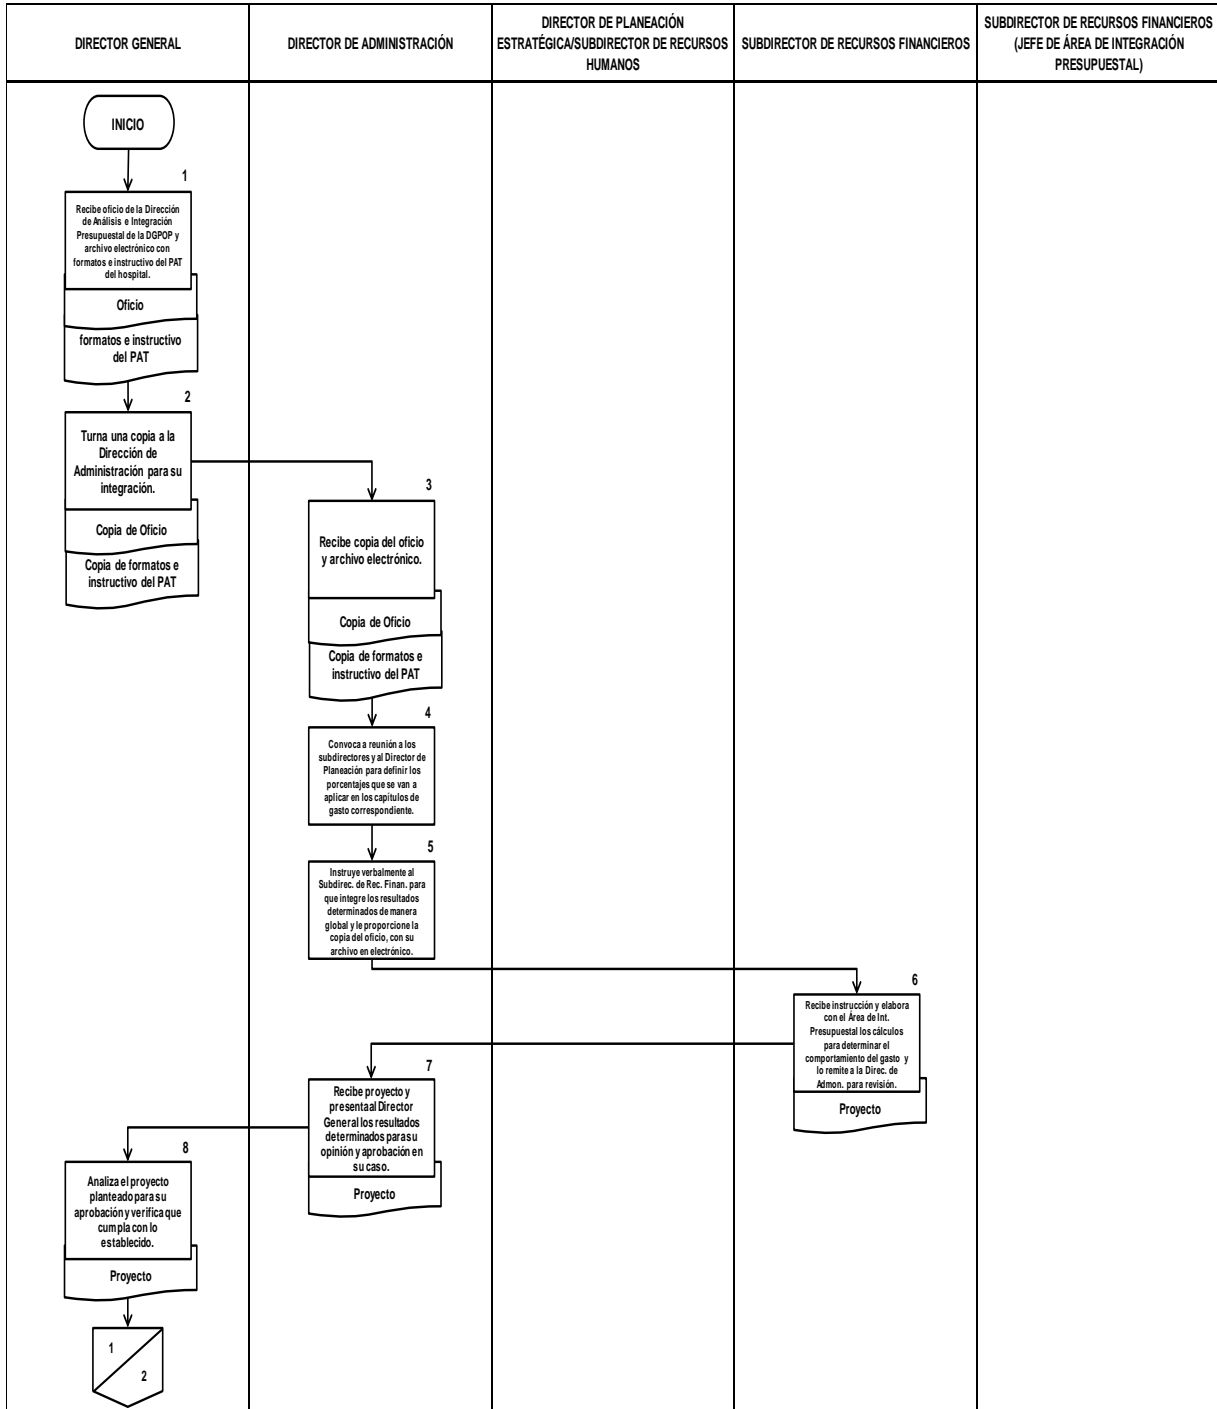 DIRECTOR GENERAL
DIRECTOR DE ADMINISTRACIÓN
DIRECTOR DE PLANEACIÓN
ESTRATÉGICA/SUBDIRECTOR DE RECURSOS
HUMANOS
SUBDIRECTOR DE RECURSOS FINANCIEROS
SUBDIRECTOR DE RECURSOS FINANCIEROS
(JEFE DE ÁREA DE INTEGRACIÓN
PRESUPUESTAL)
INICIO
1
Recibe oficio de la Dirección
de Análisis e Integración
Presupuestal de la DGPOP y
archivo electrónico con
formatos e instructivo del PAT
del hospital.
Oficio
formatos e instructivo
del PAT
2
Turna una copia a la
Dirección de
Administración para su
integración.
Copia de Oficio
Copia de formatos e
instructivo del PAT
3
Recibe copia del oficio
y archivo electrónico.
Copia de Oficio
Copia de formatos e
instructivo del PAT
4
Convoca a reunión a los
subdirectores y al Director de
Planeación para definir los
porcentajes que se van a
aplicar en los capítulos de
gasto correspondiente.
5
Instruye verbalmente al
Subdirec. de Rec. Finan. para
que integre los resultados
determinados de manera
global y le proporcione la
copia del oficio, con su
archivo en electrónico.
6
Recibe instrucción y elabora
con el Área de Int.
Presupuestal los cálculos
para determinar el
comportamiento del gasto y
lo remite a la Direc. de
Admon. para revisión.
Proyecto
7
Recibe proyecto y
presenta al Director
General los resultados
determinados para su
opinión y aprobación en
su caso.
Proyecto
8
Analiza el proyecto
planteado para su
aprobación y verifica que
cumpla con lo
establecido.
Proyecto
1
2